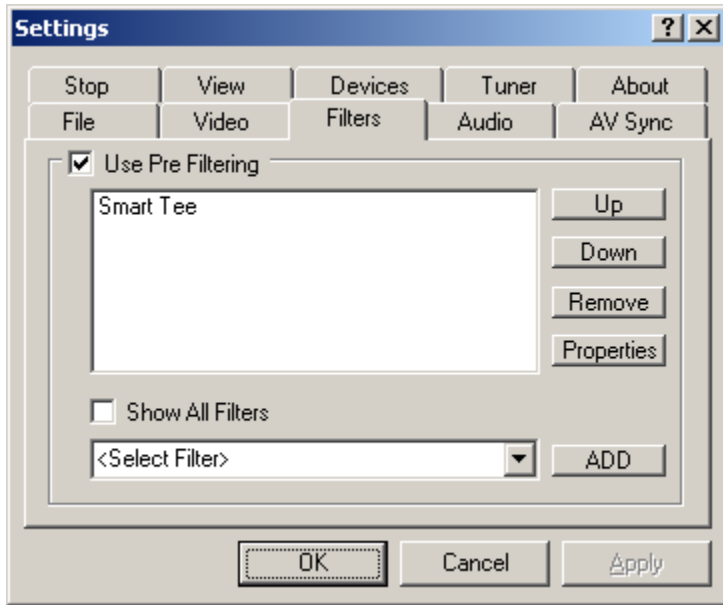 Settings
Stop View Devices Tuner About
File Video Filters Audio AV Sync
Use Pre Filtering
Smart Tee
Up
Down
Remove
Properties
Show All Filters
<Select Filter>
ADD
OK Cancel Apply